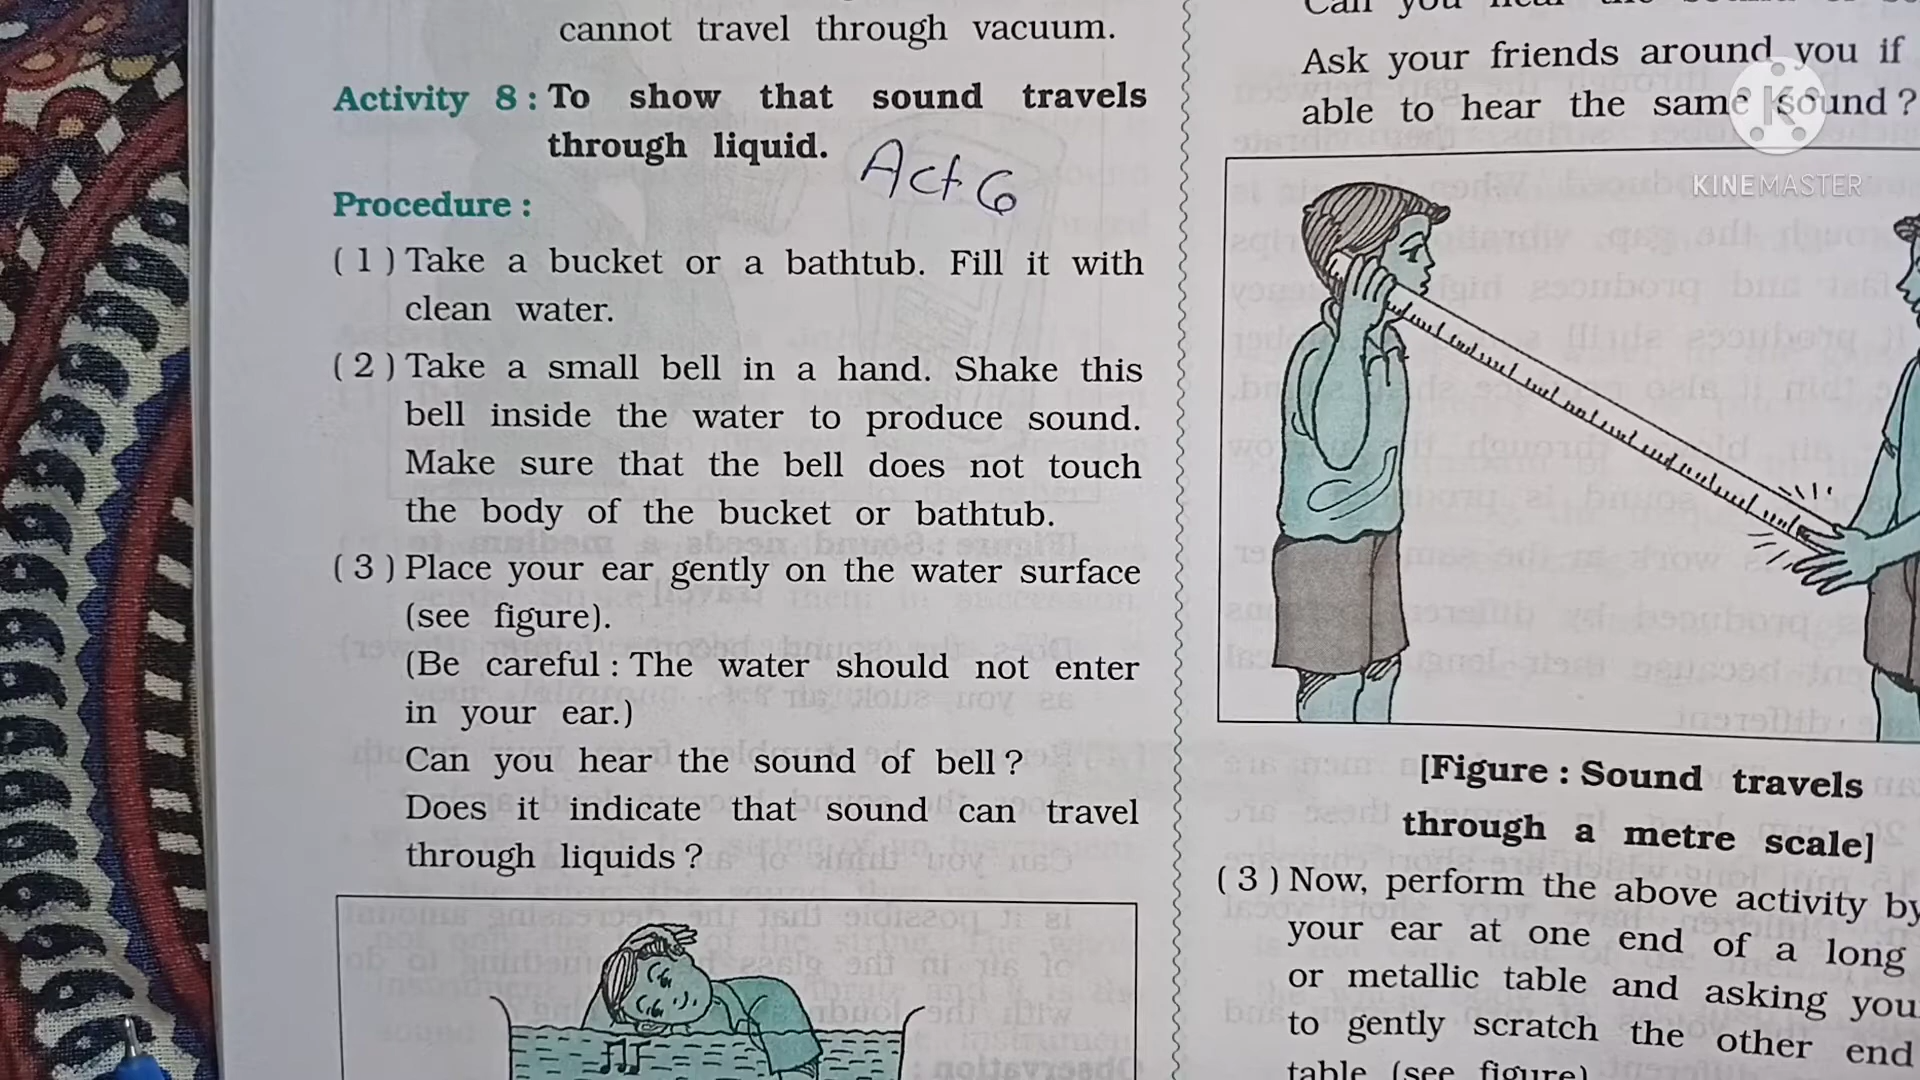 cannot travel through vacuum.
Activity 8 : To show that sound travels
through liquid.
Act 6
Procedure :
( 1 ) Take a bucket or a bathtub. Fill it with
clean water.
( 2 ) Take a small bell in a hand. Shake this
bell inside the water to produce sound.
Make sure that the bell does not touch
the body of the bucket or bathtub.
( 3 ) Place your ear gently on the water surface
(see figure).
(Be careful : The water should not enter
in your ear.)
Can you hear the sound of bell ?
Does it indicate that sound can travel
through liquids ?
Can you hear the
Ask your friends around you if
able to hear the same sound ?
KINEMASTER
[Figure : Sound travels
through a metre scale]
( 3 ) Now, perform the above activity by
your ear at one end of a long
or metallic table and asking you
to gently scratch the other end
table (see figure)